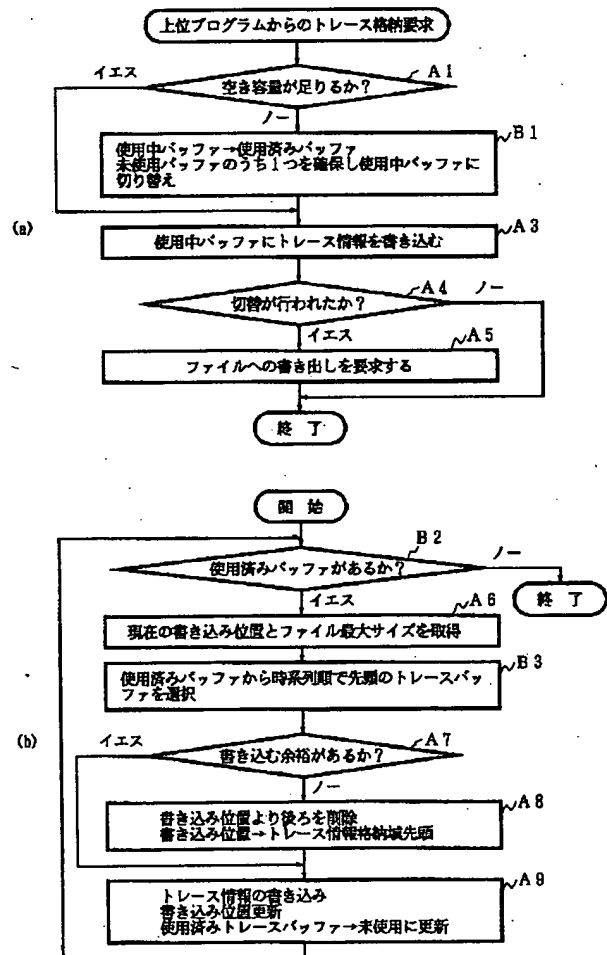 上位プログラムからのトレース格納要求
イエス
空き容量が足りるか？
A1
ノー
B1
使用中バッファ→使用済みバッファ
未使用バッファのうち1つを確保し使用中バッファに
切り替え
(a)
使用中バッファにトレース情報を書き込む
A3
切替が行われたか？
A4
ノー
イエス
A5
ファイルへの書き出しを要求する
終了
開始
B2
使用済みバッファがあるか？
ノー
イエス
終了
A6
現在の書き込み位置とファイル最大サイズを取得
B3
使用済みバッファから時系列順で先頭のトレースバッ
ファを選択
(b)
イエス
書き込む余裕があるか？
A7
ノー
A8
書き込み位置より後ろを削除
書き込み位置→トレース情報格納域先頭
A9
トレース情報の書き込み
書き込み位置更新
使用済みトレースバッファ→未使用に更新